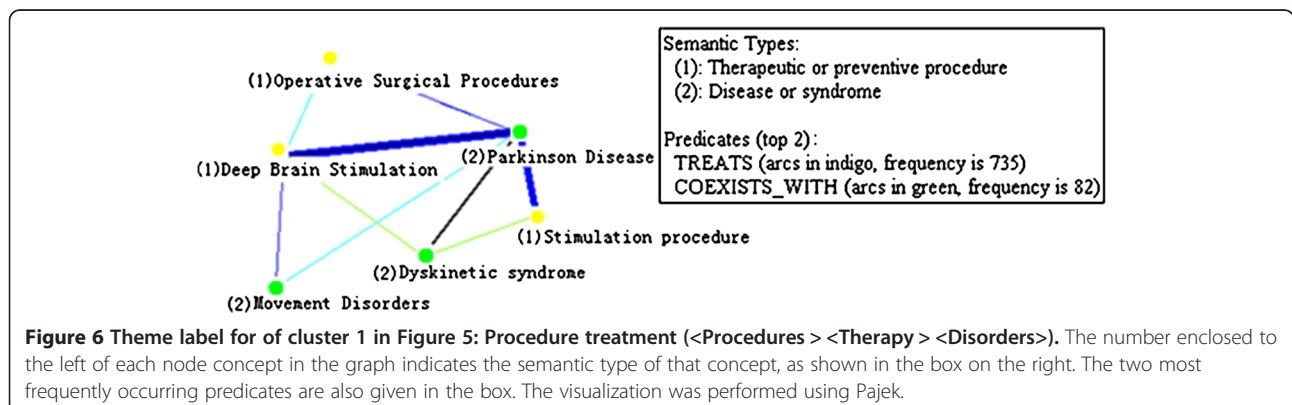 (1)Operative Surgical Procedures
(1)Deep Brain Stimulation
(2)Parkinson Disease
(1)Stimulation procedure
(2)Dyskinetic syndrome
(2)Movement Disorders
Semantic Types:
(1): Therapeutic or preventive procedure
(2): Disease or syndrome
Predicates (top 2):
TREATS (arcs in indigo, frequency is 735)
COEXISTS_WITH (arcs in green, frequency is 82)
Figure 6 Theme label for of cluster 1 in Figure 5: Procedure treatment (<Procedures > <Therapy > <Disorders>). The number enclosed to
the left of each node concept in the graph indicates the semantic type of that concept, as shown in the box on the right. The two most
frequently occurring predicates are also given in the box. The visualization was performed using Pajek.